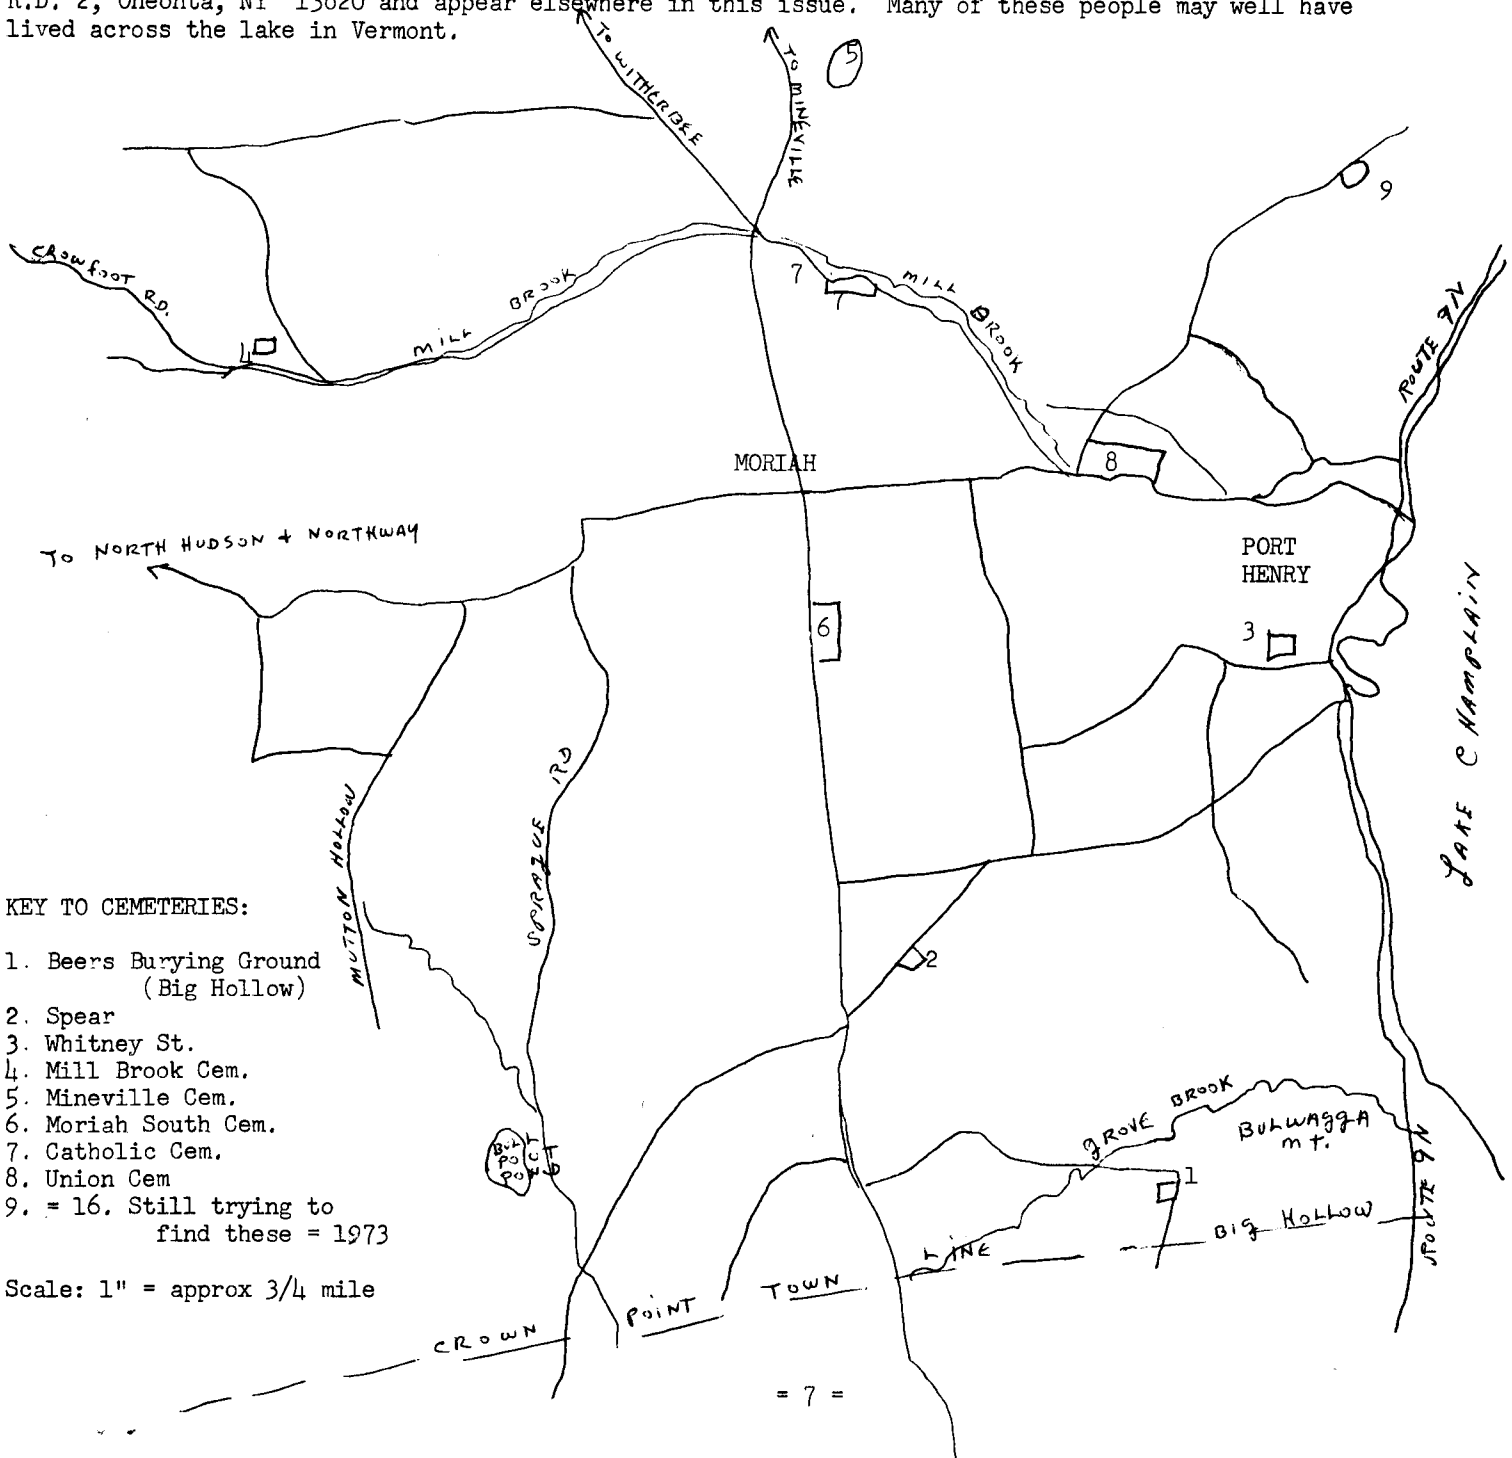 R.D. 2, Oneonta, NY 13820 and appear elsewhere in this issue. Many of these people may well have
lived across the lake in Vermont.
TO WITHERBEE
TO MINEVILLE
5
9
CROWFOOT RD.
4
MILL BROOK
7
7
MILL BROOK
ROUTE 9N
MORIAH
8
TO NORTH HUDSON + NORTHWAY
PORT
HENRY
6
3
LAKE CHAMPLAIN
MUTTON HOLLOW
SPRAGUE RD
2
KEY TO CEMETERIES:
1. Beers Burying Ground
(Big Hollow)
2. Spear
3. Whitney St.
4. Mill Brook Cem.
5. Mineville Cem.
6. Moriah South Cem.
7. Catholic Cem.
8. Union Cem
9. = 16. Still trying to
find these = 1973
Scale: 1" = approx 3/4 mile
GROVE BROOK
BULWAGGA
MT.
1
BIG HOLLOW
ROUTE 9N
CROWN POINT TOWN LINE
= 7 =